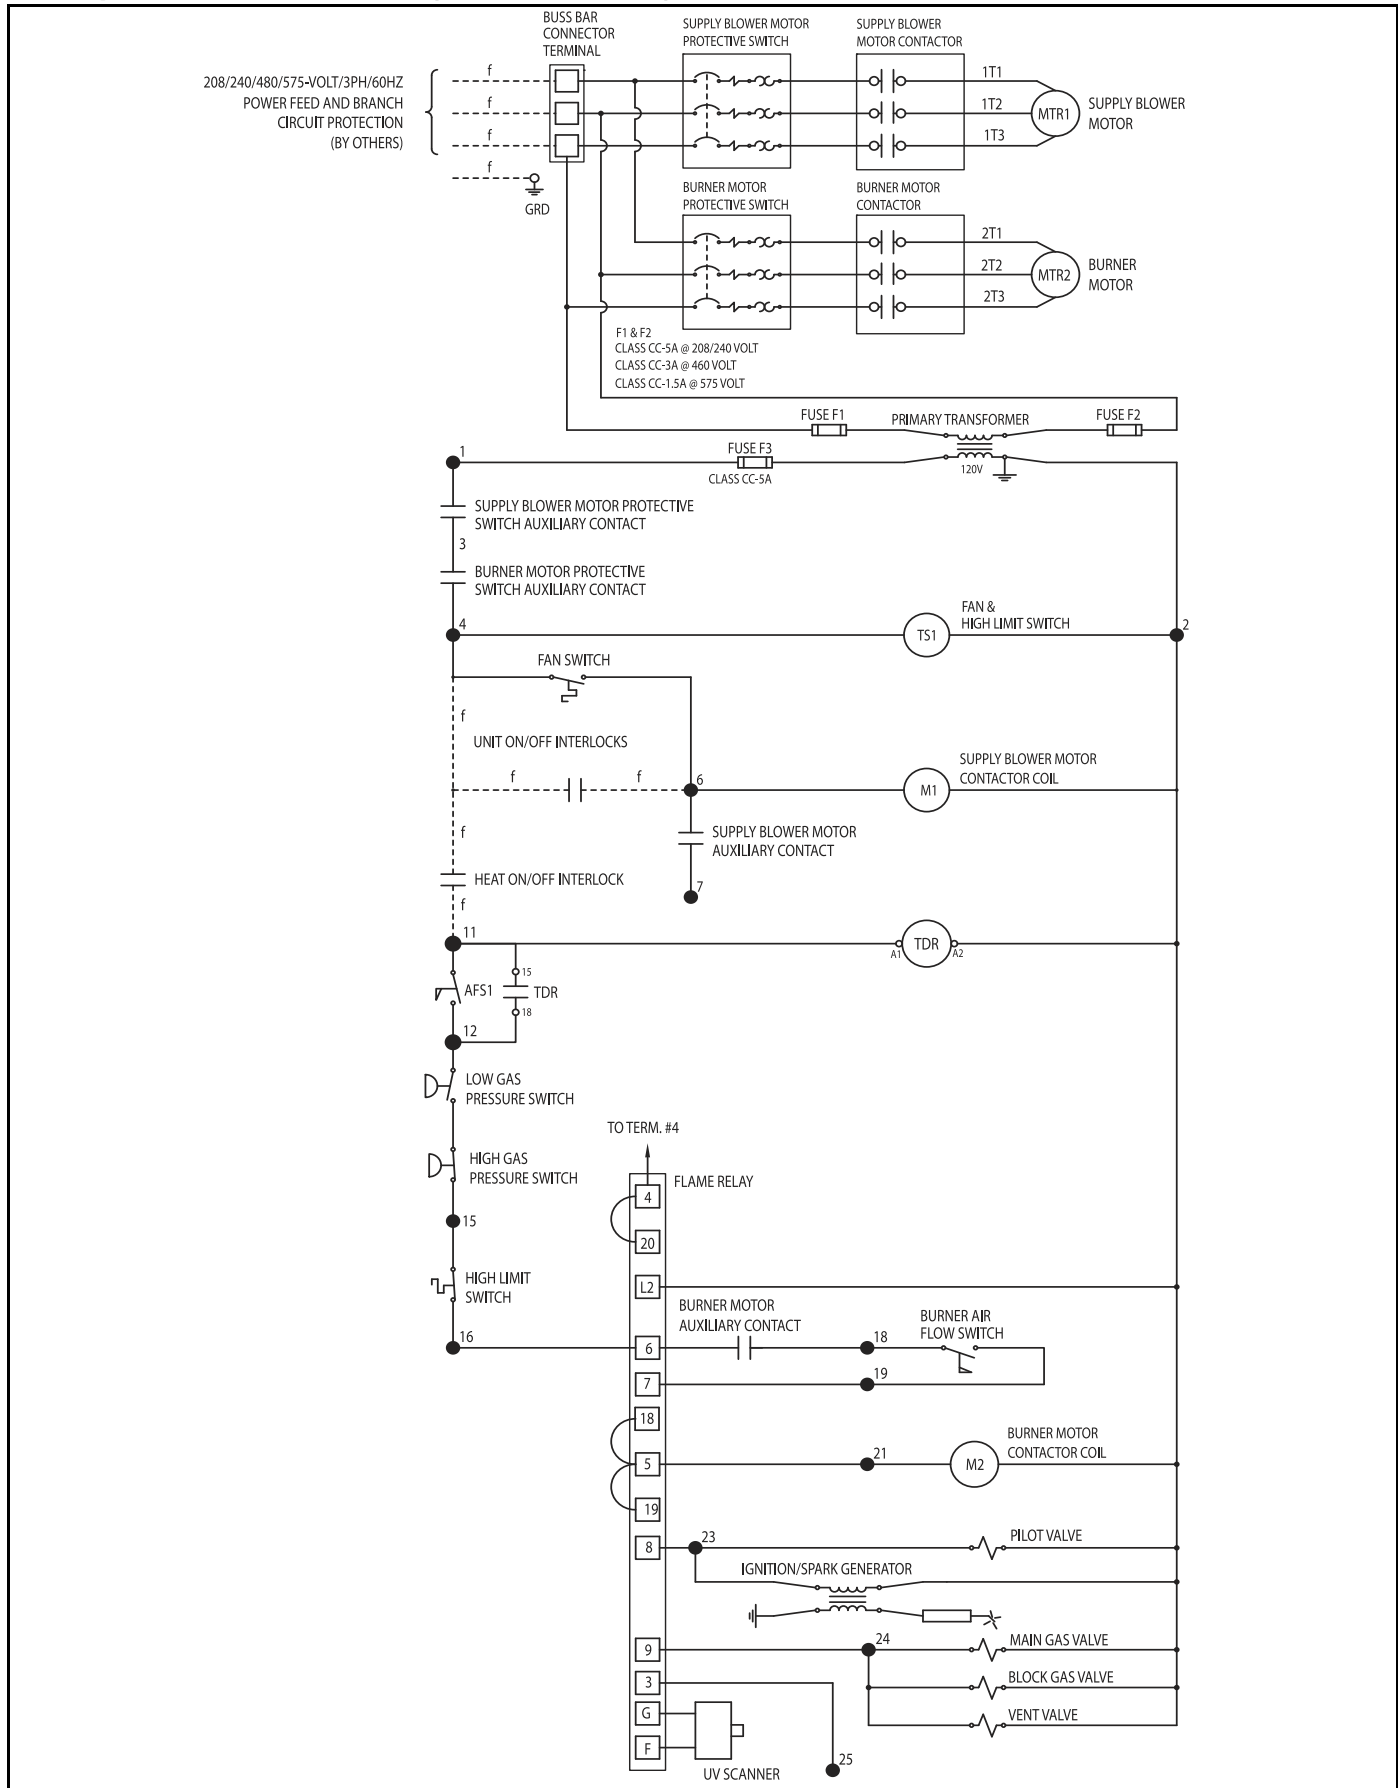 BUSS BAR
CONNECTOR
TERMINAL
SUPPLY BLOWER MOTOR
PROTECTIVE SWITCH
SUPPLY BLOWER
MOTOR CONTACTOR
208/240/480/575-VOLT/3PH/60HZ
POWER FEED AND BRANCH
CIRCUIT PROTECTION
(BY OTHERS)
f
f
f
f
GRD
1T1
1T2
1T3
MTR1
SUPPLY BLOWER
MOTOR
BURNER MOTOR
PROTECTIVE SWITCH
BURNER MOTOR
CONTACTOR
2T1
2T2
2T3
MTR2
BURNER
MOTOR
F1 & F2
CLASS CC-5A @ 208/240 VOLT
CLASS CC-3A @ 460 VOLT
CLASS CC-1.5A @ 575 VOLT
FUSE F1
PRIMARY TRANSFORMER
FUSE F2
1
FUSE F3
CLASS CC-5A
120V
SUPPLY BLOWER MOTOR PROTECTIVE
SWITCH AUXILIARY CONTACT
3
BURNER MOTOR PROTECTIVE
SWITCH AUXILIARY CONTACT
4
TS1
FAN &
HIGH LIMIT SWITCH
2
FAN SWITCH
f
UNIT ON/OFF INTERLOCKS
f
f
6
M1
SUPPLY BLOWER MOTOR
CONTACTOR COIL
f
SUPPLY BLOWER MOTOR
AUXILIARY CONTACT
7
HEAT ON/OFF INTERLOCK
f
11
A1
TDR
A2
AFS1
15
TDR
18
12
LOW GAS
PRESSURE SWITCH
TO TERM. #4
HIGH GAS
PRESSURE SWITCH
FLAME RELAY
4
15
20
HIGH LIMIT
SWITCH
L2
BURNER MOTOR
AUXILIARY CONTACT
BURNER AIR
FLOW SWITCH
16
6
18
7
19
18
5
21
M2
BURNER MOTOR
CONTACTOR COIL
19
8
23
PILOT VALVE
IGNITION/SPARK GENERATOR
9
24
MAIN GAS VALVE
3
BLOCK GAS VALVE
G
VENT VALVE
F
25
UV SCANNER